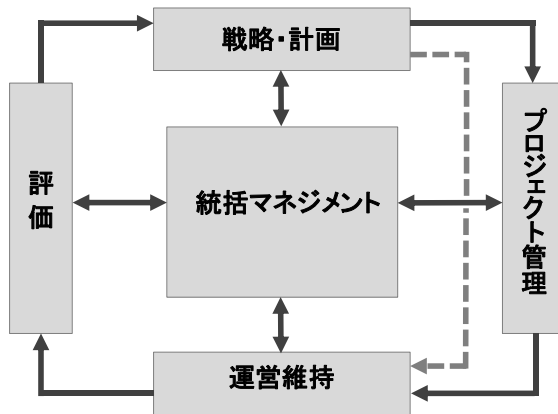 戦略・計画
評価
統括マネジメント
プロジェクト管理
運営維持